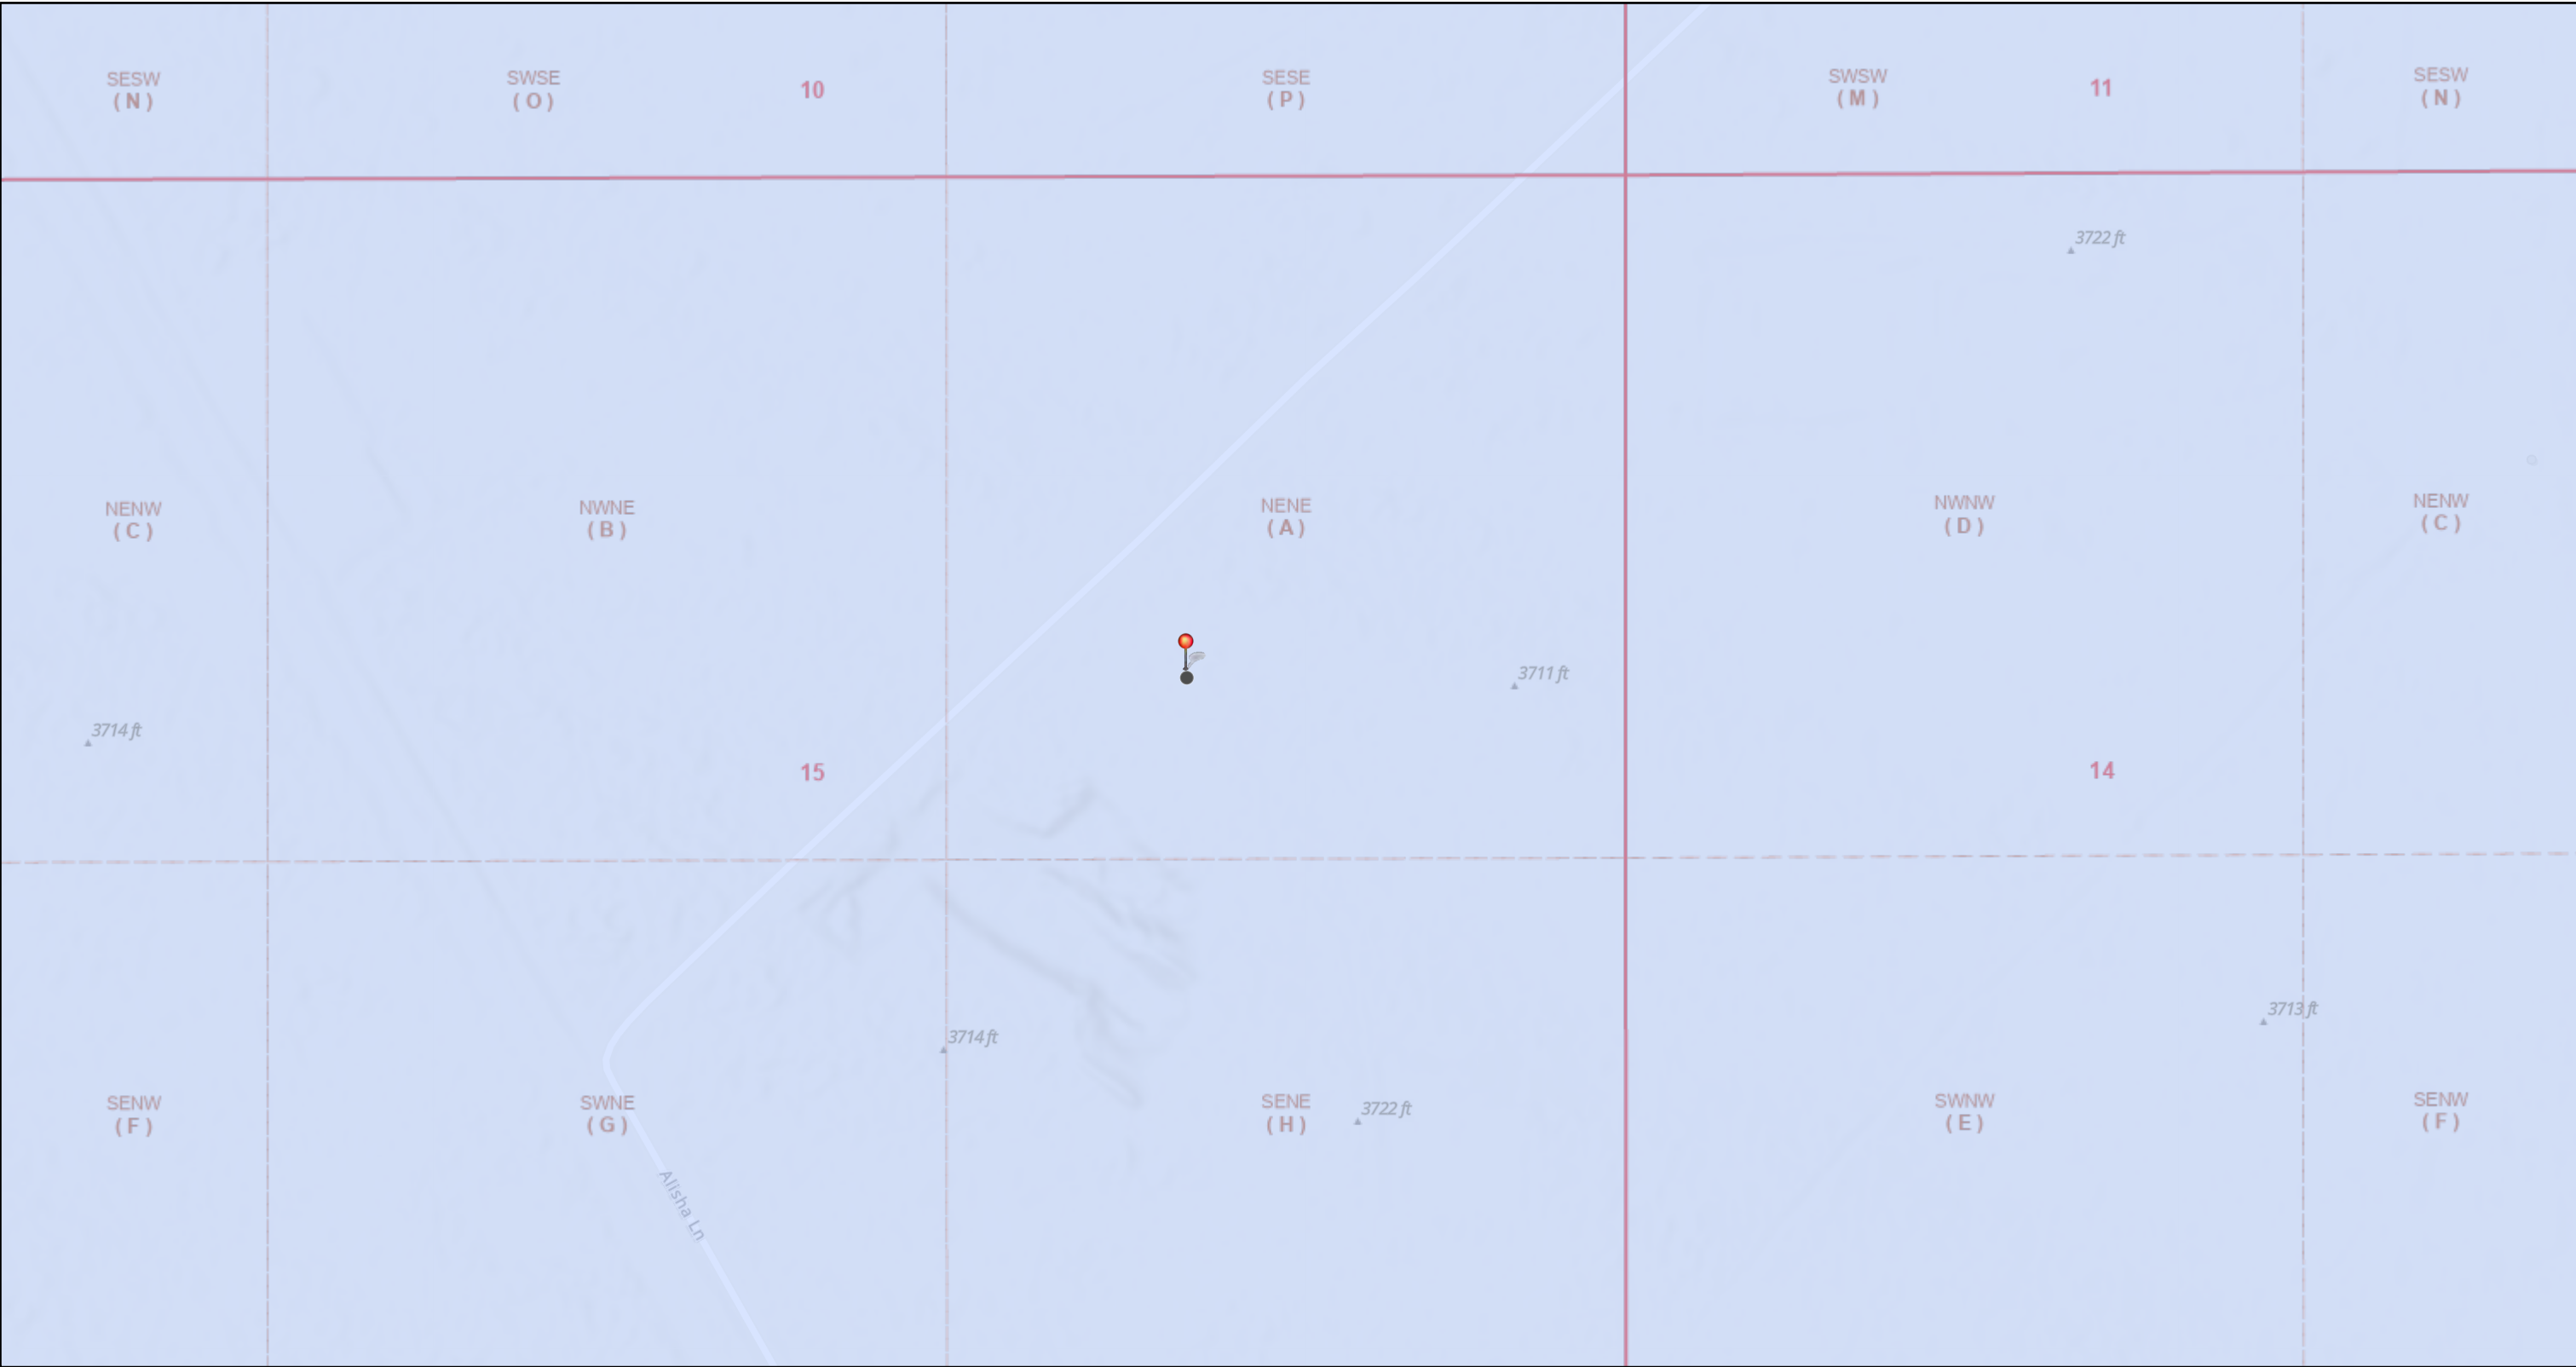 SESW
( N )
SWSE
( O )
10
SESE
( P )
SWSW
( M )
11
SESW
( N )
3722 ft
NENW
( C )
NWNE
( B )
NENE
( A )
NWNW
( D )
NENW
( C )
3711 ft
3714 ft
15
14
3713 ft
3714 ft
SENW
( F )
SWNE
( G )
SENE
( H )
3722 ft
SWNW
( E )
SENW
( F )
Alisha Ln